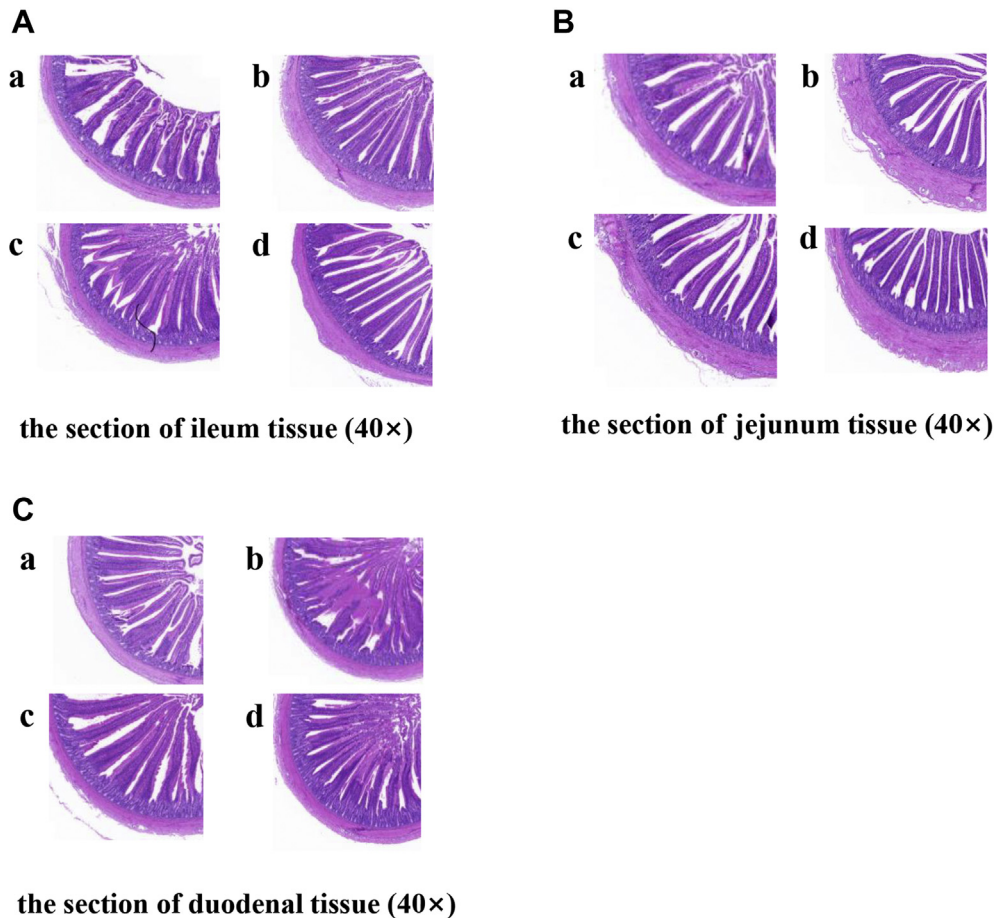 A
B
a
b
a
b
c
d
c
d
the section of ileum tissue (40×)
the section of jejunum tissue (40×)
C
a
b
c
d
the section of duodenal tissue (40×)